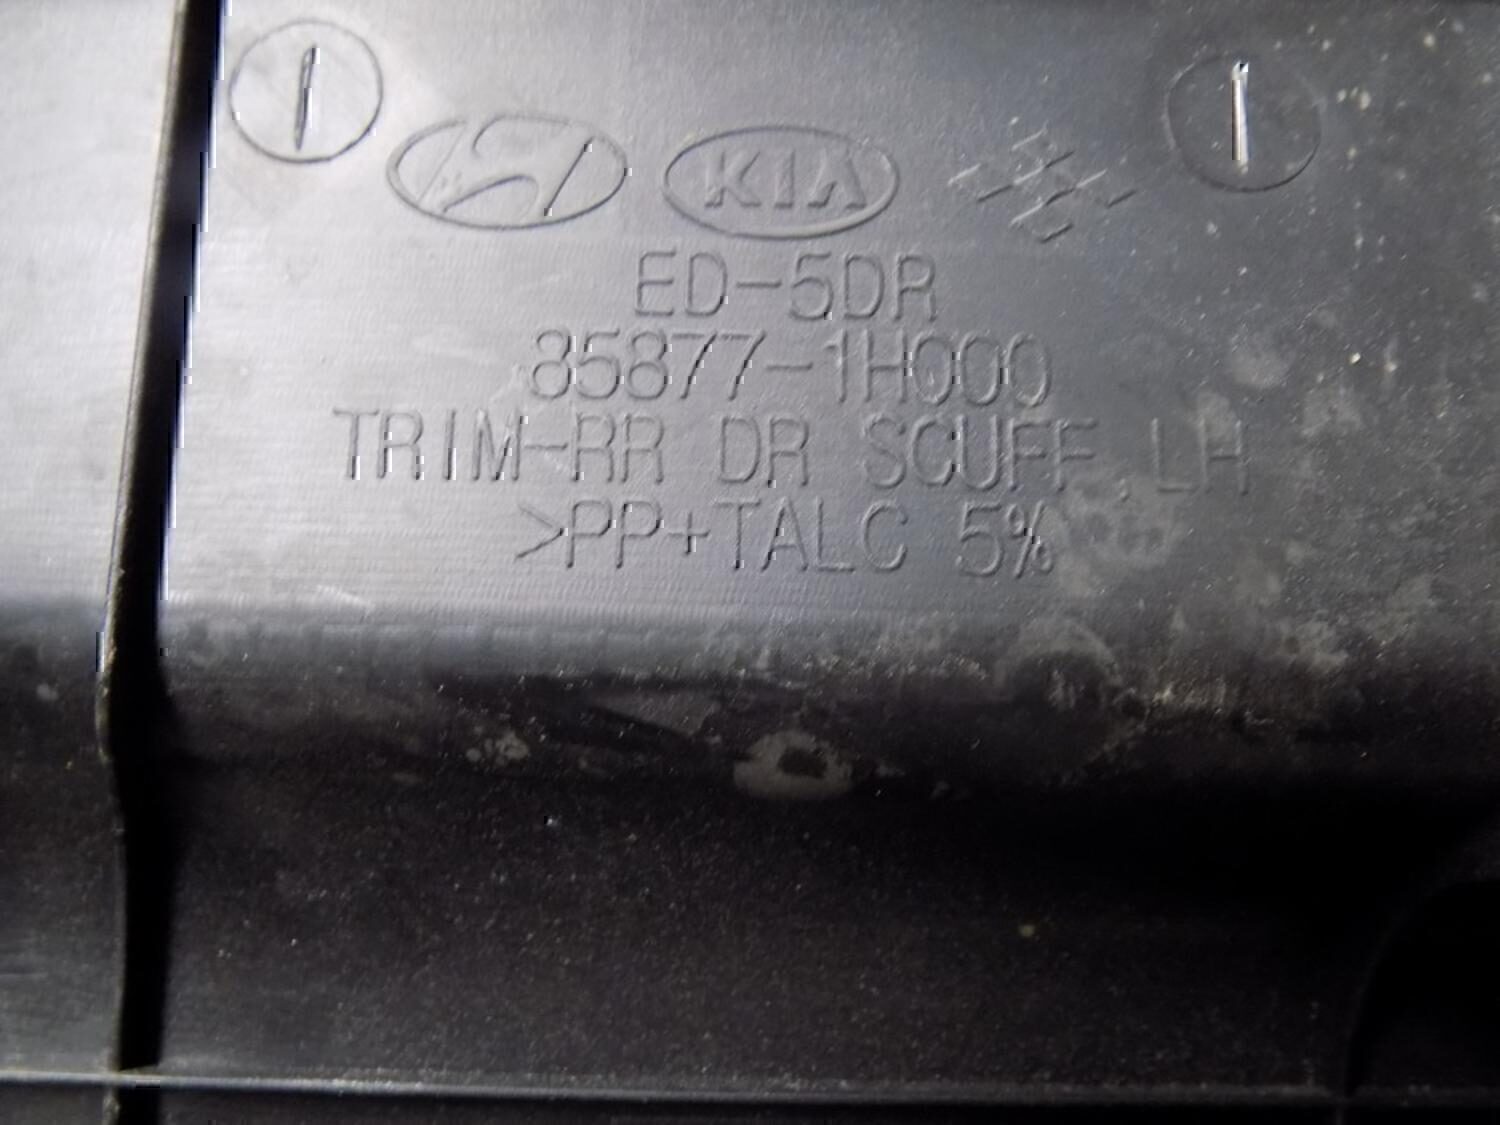 KIA
ED-5DR
85877-1H000
TRIM-RR DR SCUFF,LH
>PP+TALC 5%